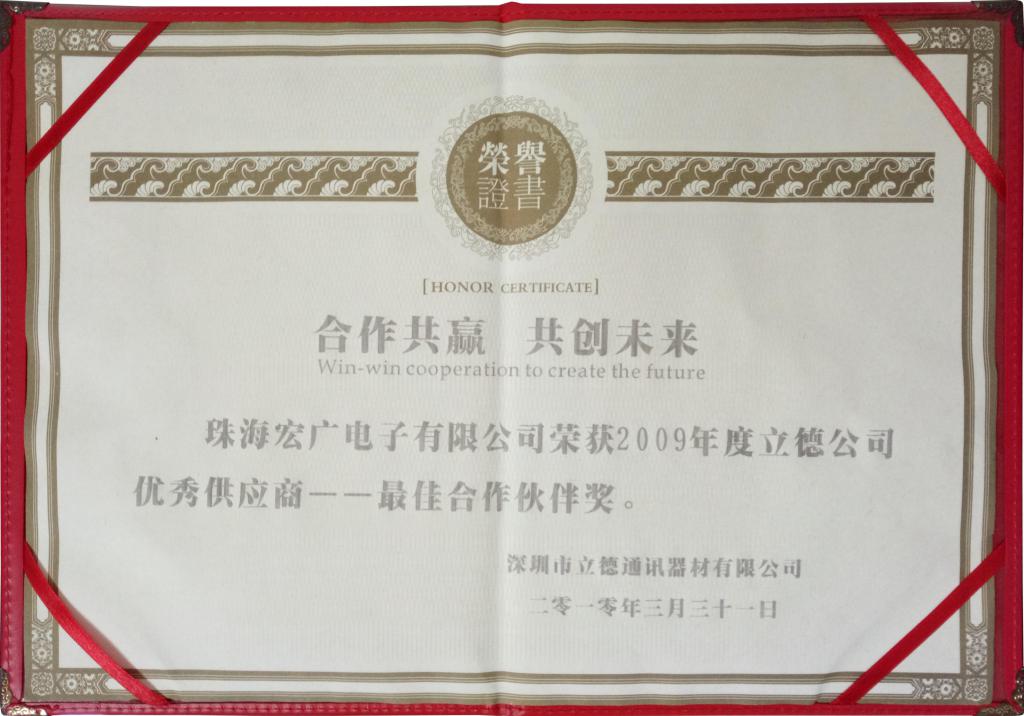 榮譽
證書
[HONOR CERTIFICATE]
合作共赢 共创未来
Win-win cooperation to create the future
珠海宏广电子有限公司荣获2009年度立德公司
优秀供应商——最佳合作伙伴奖。
深圳市立德通讯器材有限公司
二零一零年三月三十一日